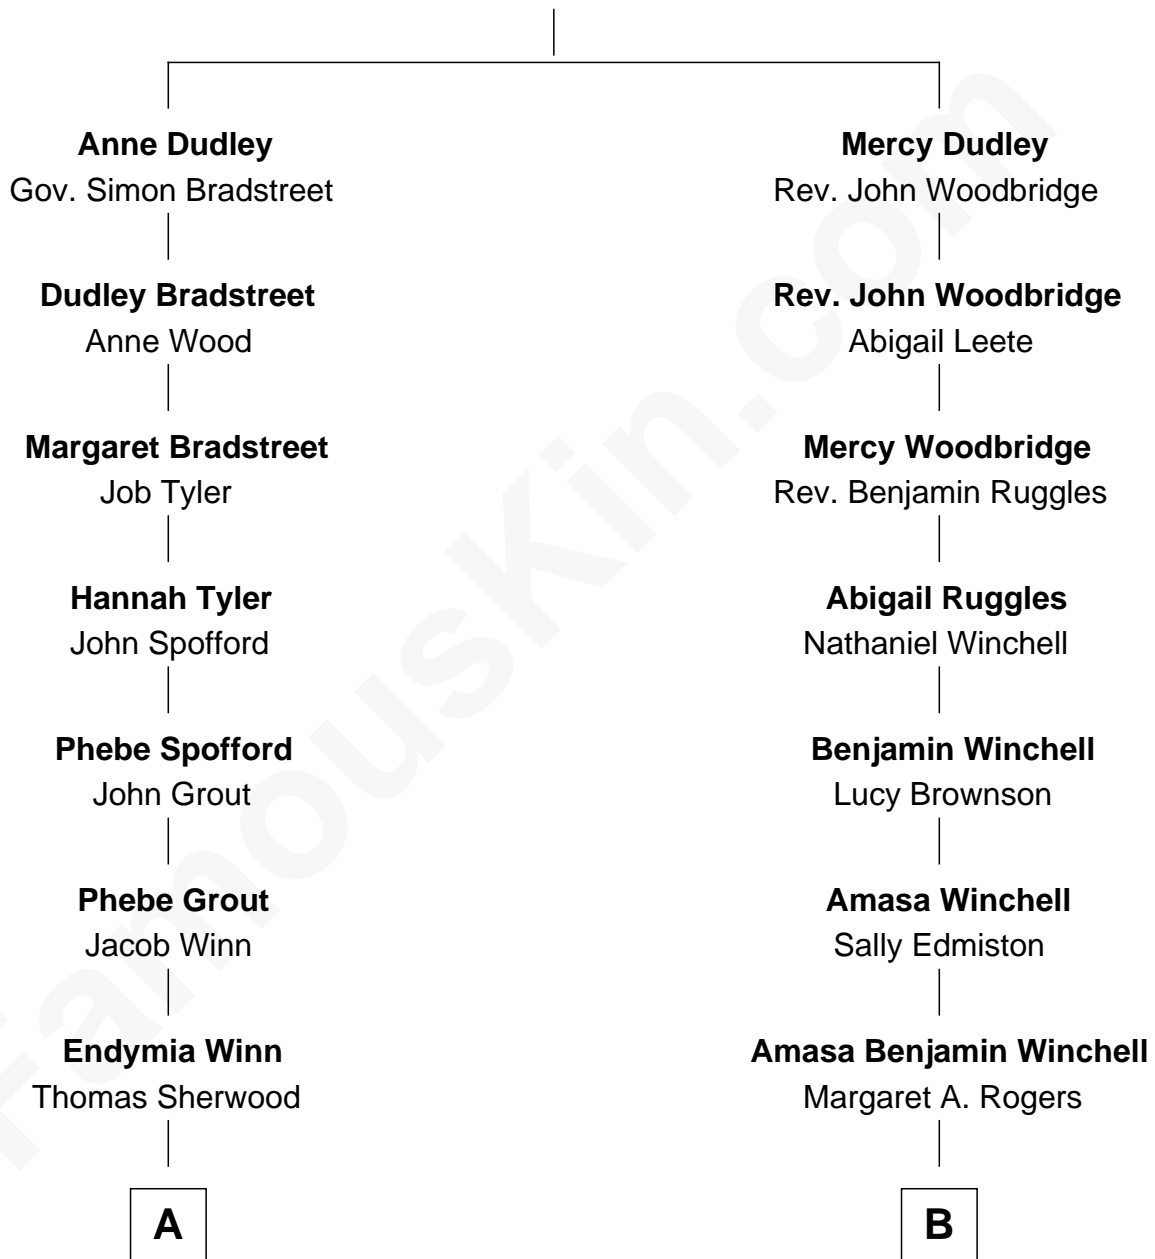 Anne Dudley
Gov. Simon Bradstreet
Dudley Bradstreet
Anne Wood
Margaret Bradstreet
Job Tyler
Hannah Tyler
John Spofford
Phebe Spofford
John Grout
Phebe Grout
Jacob Winn
Endymia Winn
Thomas Sherwood
A
Mercy Dudley
Rev. John Woodbridge
Rev. John Woodbridge
Abigail Leete
Mercy Woodbridge
Rev. Benjamin Ruggles
Abigail Ruggles
Nathaniel Winchell
Benjamin Winchell
Lucy Brownson
Amasa Winchell
Sally Edmiston
Amasa Benjamin Winchell
Margaret A. Rogers
B
FamousKin.com